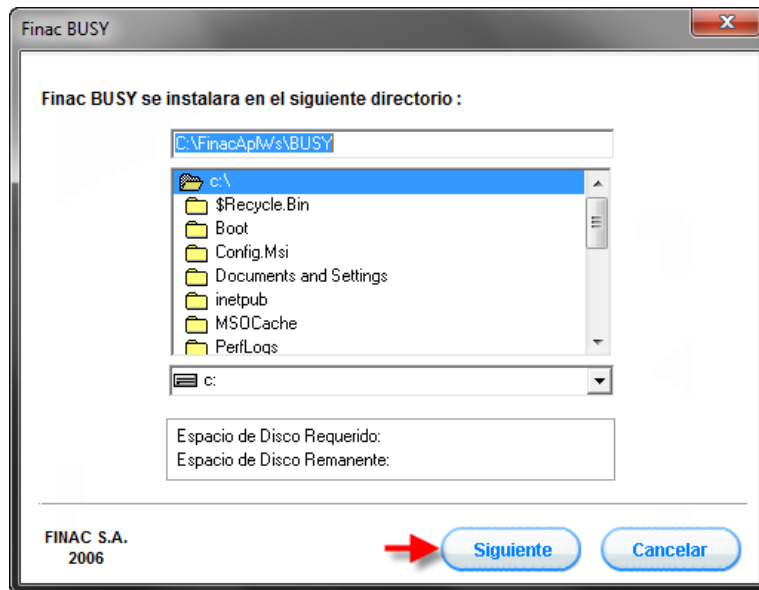 Finac BUSY
Finac BUSY se instalara en el siguiente directorio :
C:\FinacAplWs\BUSY
c:\
$Recycle.Bin
Boot
Config.Msi
Documents and Settings
inetpub
MSOCache
PerfLogs
c:
Espacio de Disco Requerido:
Espacio de Disco Remanente:
FINAC S.A.
2006
Siguiente
Cancelar